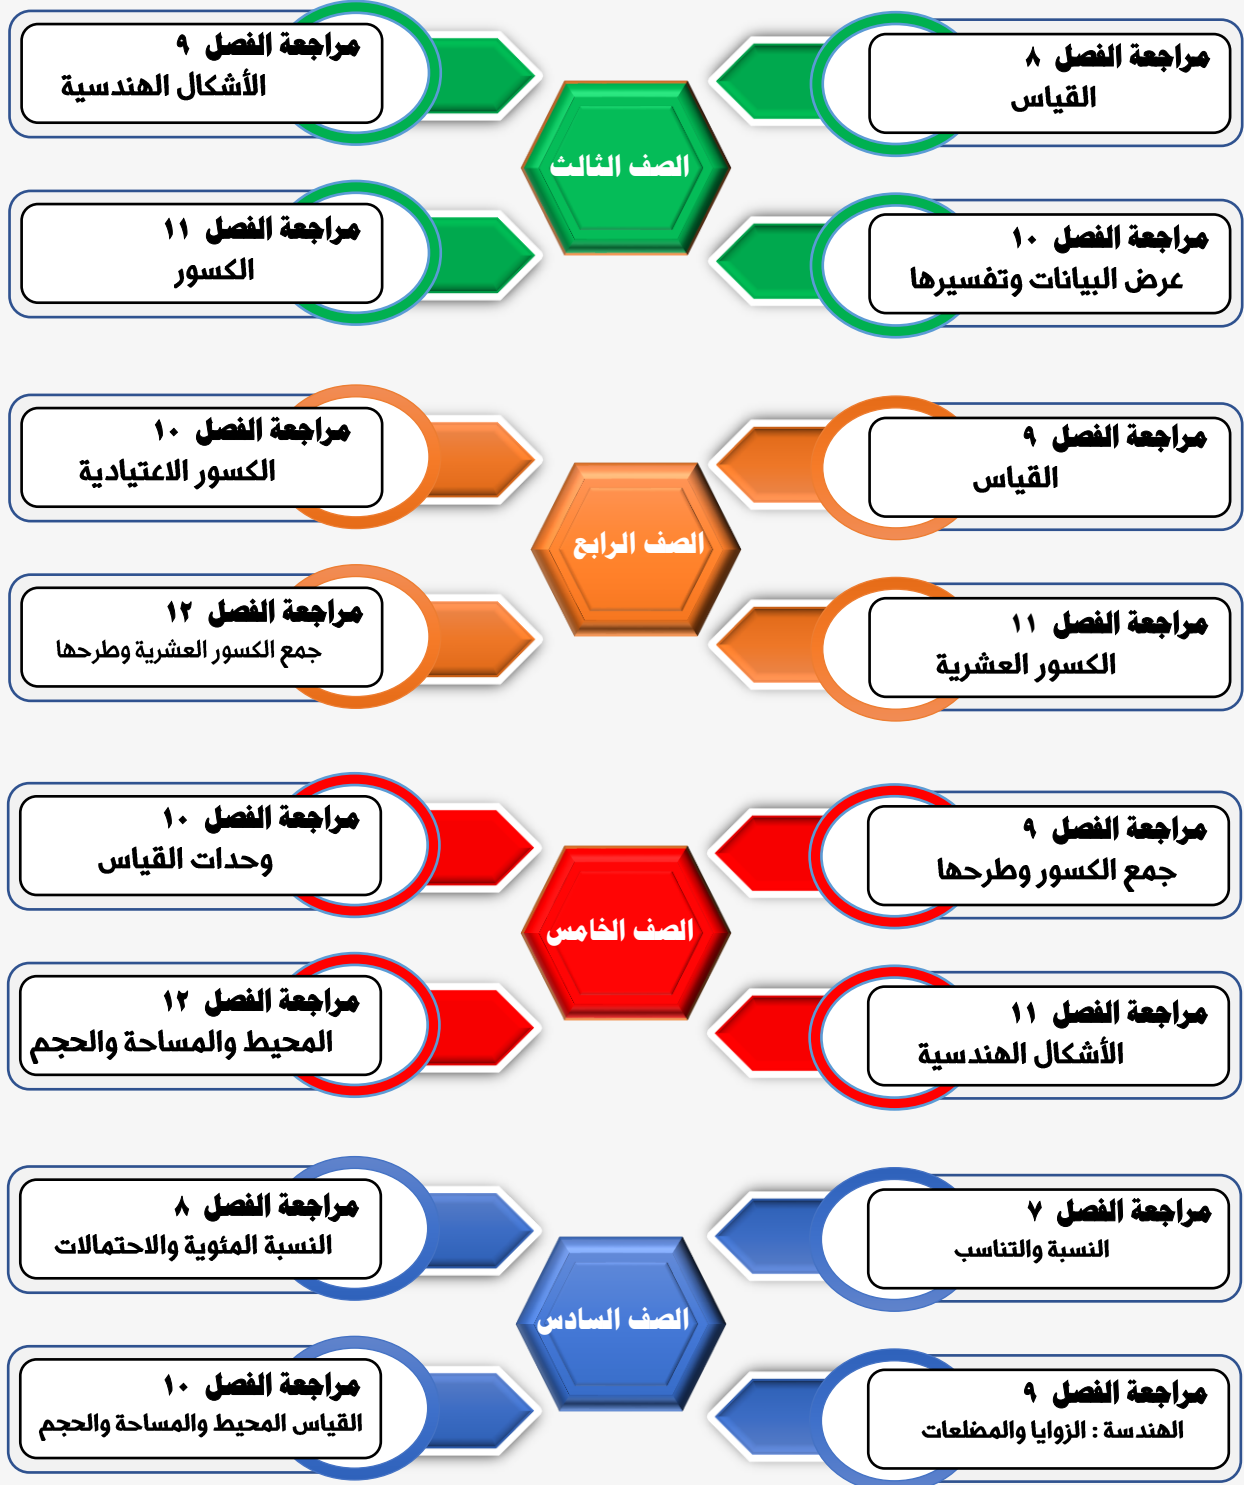 مراجعة الفصل ٨
القياس
مراجعة الفصل ٩
الأشكال الهندسية
الصف الثالث
مراجعة الفصل ١٠
عرض البيانات وتفسيرها
مراجعة الفصل ١١
الكسور
مراجعة الفصل ٩
القياس
مراجعة الفصل ١٠
الكسور الاعتيادية
الصف الرابع
مراجعة الفصل ١١
الكسور العشرية
مراجعة الفصل ١٢
جمع الكسور العشرية وطرحها
مراجعة الفصل ٩
جمع الكسور وطرحها
مراجعة الفصل ١٠
وحدات القياس
الصف الخامس
مراجعة الفصل ١١
الأشكال الهندسية
مراجعة الفصل ١٢
المحيط والمساحة والحجم
مراجعة الفصل ٧
النسبة والتناسب
مراجعة الفصل ٨
النسبة المئوية والاحتمالات
الصف السادس
مراجعة الفصل ٩
الهندسة : الزوايا والمضلعات
مراجعة الفصل ١٠
القياس المحيط والمساحة والحجم